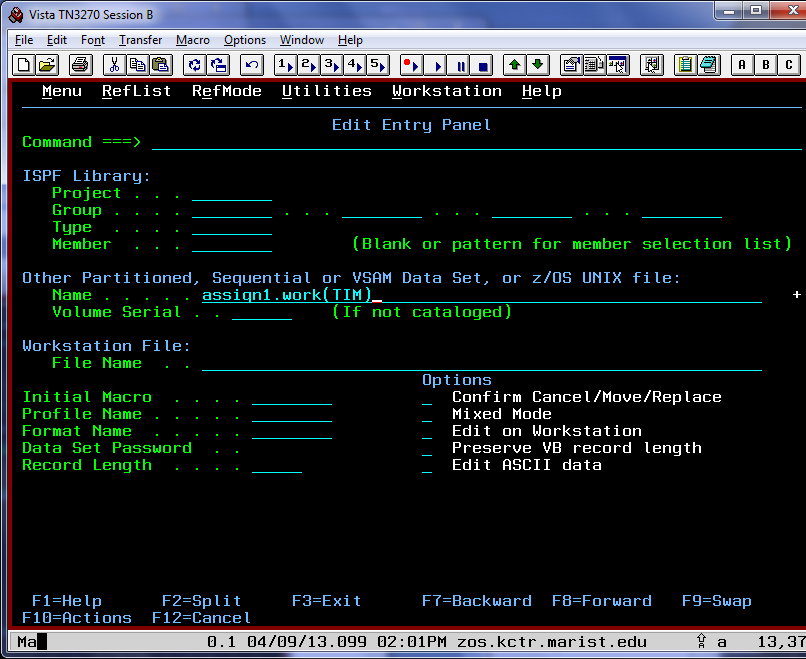 Vista TN3270 Session B
File Edit Font Transfer Macro Options Window Help
1 2 3 4 5 A B C
Menu RefList RefMode Utilities Workstation Help
Edit Entry Panel
Command ===>
ISPF Library:
Project . . .
Group . . . . . . . . . . . . .
Type . . . .
Member . . . (Blank or pattern for member selection list)
Other Partitioned, Sequential or VSAM Data Set, or z/OS UNIX file:
Name . . . . . assign1.work(TIM) +
Volume Serial . . (If not cataloged)
Workstation File:
File Name . .
Options
Initial Macro . . . . Confirm Cancel/Move/Replace
Profile Name . . . . . Mixed Mode
Format Name . . . . Edit on Workstation
Data Set Password . . Preserve VB record length
Record Length . . . . Edit ASCII data
F1=Help F2=Split F3=Exit F7=Backward F8=Forward F9=Swap
F10=Actions F12=Cancel
Ma 0.1 04/09/13.099 02:01PM zos.kctr.marist.edu a 13,37